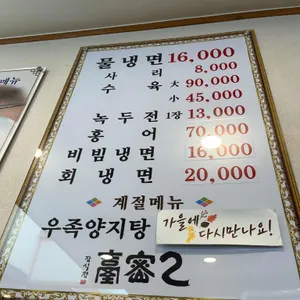 물냉면 16,000
사리 8,000
수육 大 90,000
小 45,000
녹두전 1장 13,000
홍어 70,000
비빔냉면 16,000
회냉면 20,000
계절메뉴
우족양지탕
가을에 다시만나요!
메뉴